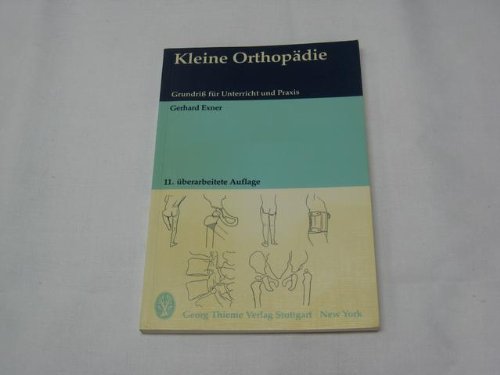 Kleine Orthopädie
Grundriß für Unterricht und Praxis
Gerhard Exner
11. überarbeitete Auflage
Georg Thieme Verlag Stuttgart · New York